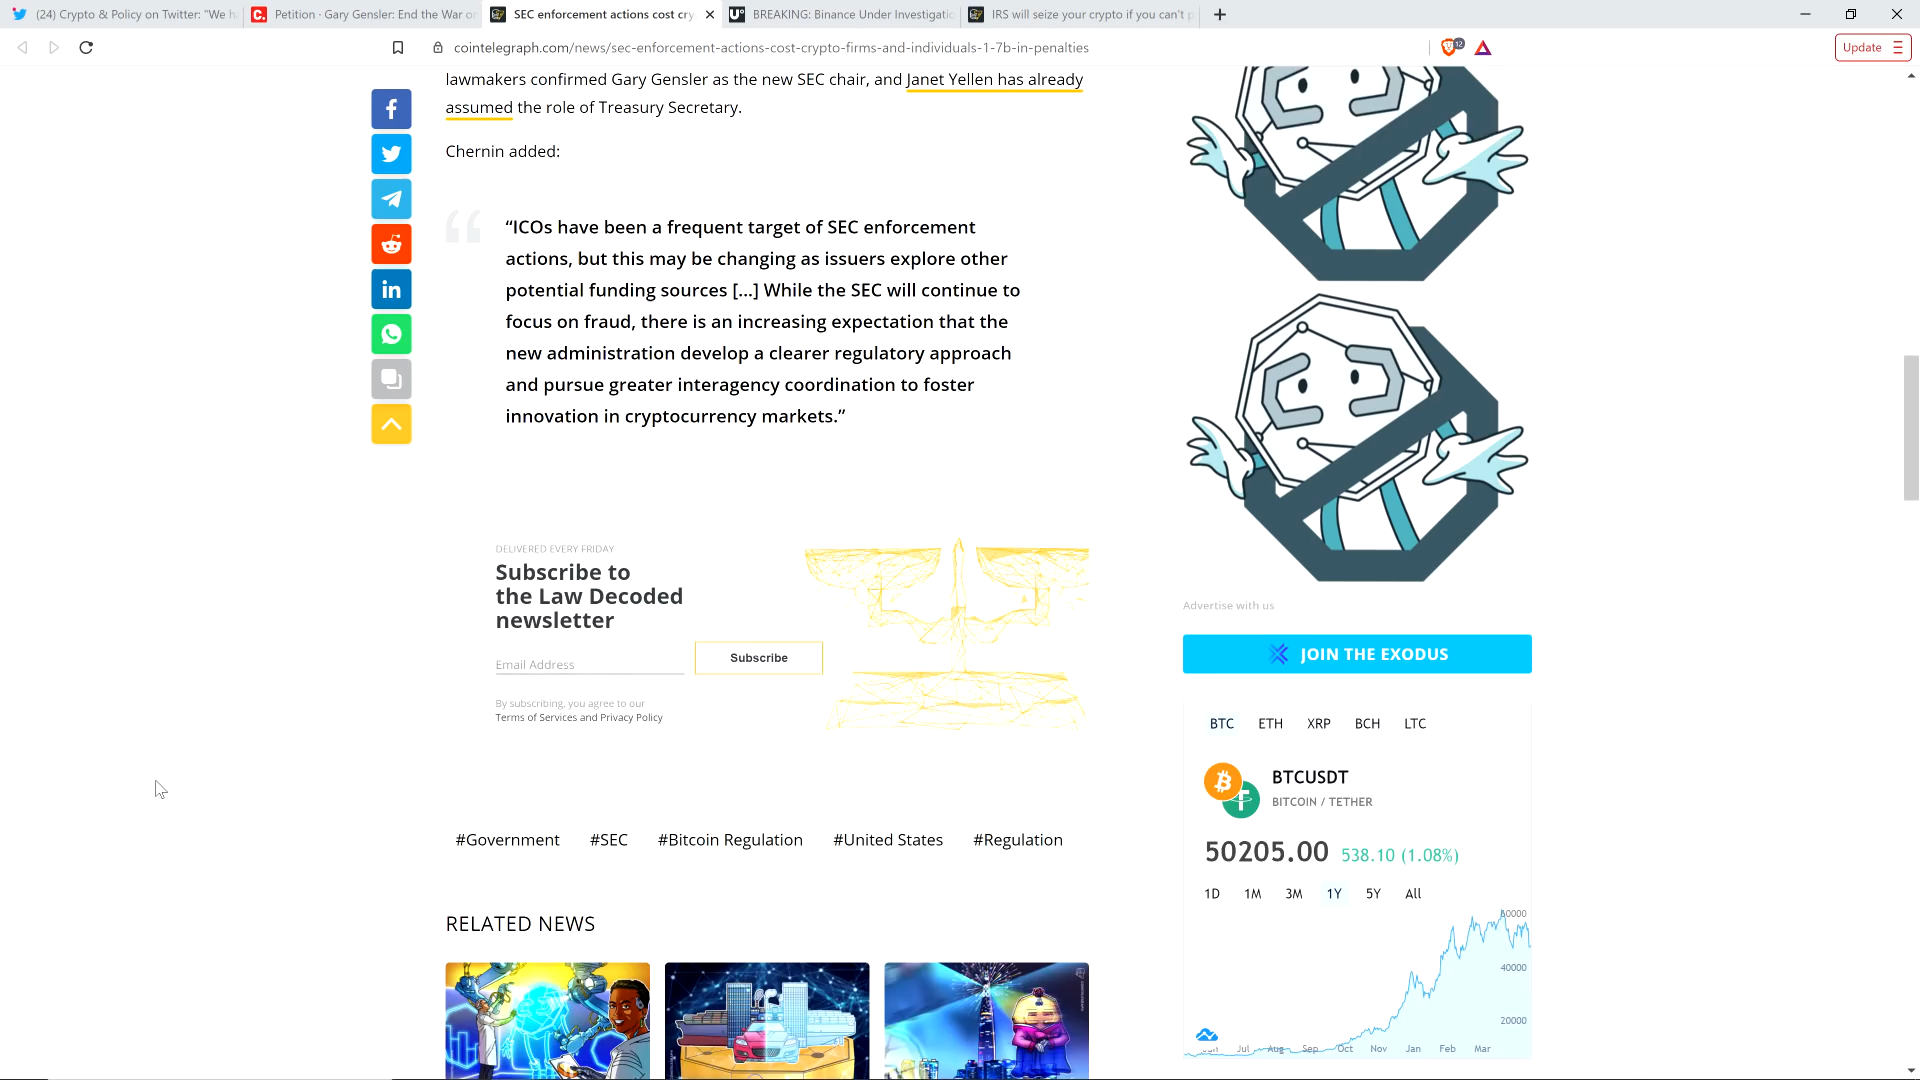 (24) Crypto & Policy on Twitter: "We h
Petition · Gary Gensler: End the War o
SEC enforcement actions cost cry
BREAKING: Binance Under Investigati
IRS will seize your crypto if you can't p
cointelegraph.com/news/sec-enforcement-actions-cost-crypto-firms-and-individuals-1-7b-in-penalties
12
Update
lawmakers confirmed Gary Gensler as the new SEC chair, and Janet Yellen has already
assumed the role of Treasury Secretary.
Chernin added:
“ICOs have been a frequent target of SEC enforcement
actions, but this may be changing as issuers explore other
potential funding sources [...] While the SEC will continue to
focus on fraud, there is an increasing expectation that the
new administration develop a clearer regulatory approach
and pursue greater interagency coordination to foster
innovation in cryptocurrency markets.”
DELIVERED EVERY FRIDAY
Subscribe to
the Law Decoded
newsletter
Email Address
Subscribe
By subscribing, you agree to our
Terms of Services and Privacy Policy
#Government #SEC #Bitcoin Regulation #United States #Regulation
RELATED NEWS
Advertise with us
JOIN THE EXODUS
BTC ETH XRP BCH LTC
BTCUSDT
BITCOIN / TETHER
50205.00 538.10 (1.08%)
1D 1M 3M 1Y 5Y All
60000
40000
20000
Jul Aug Sep Oct Nov Jan Feb Mar